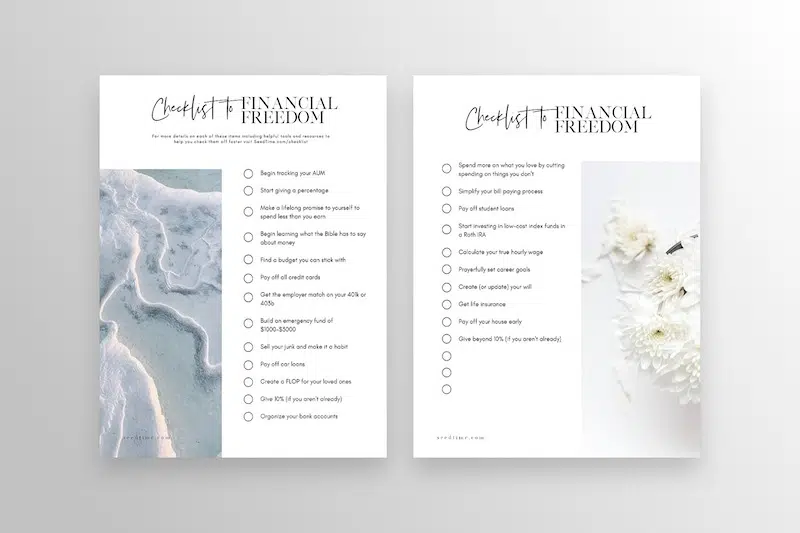 Checklist to FINANCIAL
FREEDOM
For more details on each of these items including helpful tools and resources to
help you check them off faster visit SeedTime.com/checklist
Begin tracking your AUM
Start giving a percentage
Make a lifelong promise to yourself to
spend less than you earn
Begin learning what the Bible has to say
about money
Find a budget you can stick with
Pay off all credit cards
Get the employer match on your 401k or
403b
Build an emergency fund of
$1000-$3000
Sell your junk and make it a habit
Pay off car loans
Create a FLOP for your loved ones
Give 10% (if you aren't already)
Organize your bank accounts
seedtime.com
Checklist to FINANCIAL
FREEDOM
Spend more on what you love by cutting
spending on things you don't
Simplify your bill paying process
Pay off student loans
Start investing in low-cost index funds in
a Roth IRA
Calculate your true hourly wage
Prayerfully set career goals
Create (or update) your will
Get life insurance
Pay off your house early
Give beyond 10% (if you aren't already)
seedtime.com